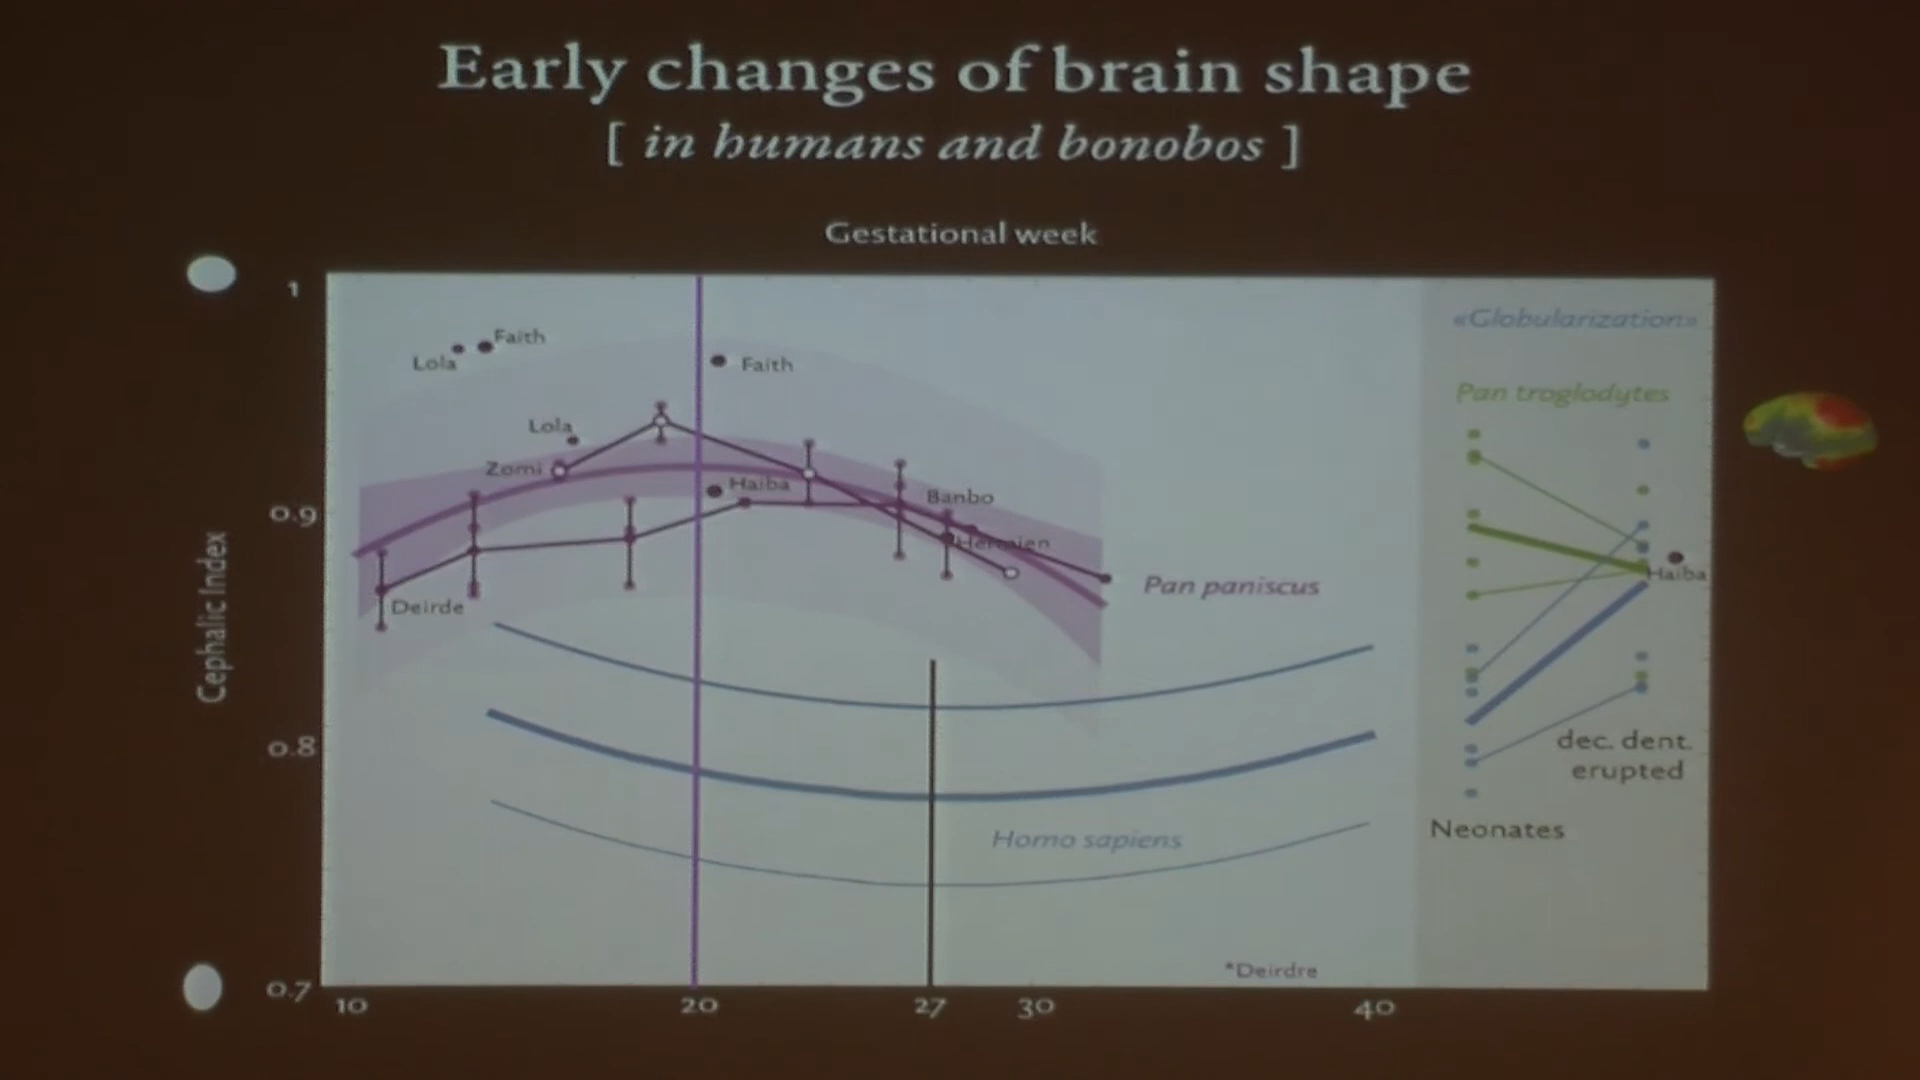 Early changes of brain shape
[ in humans and bonobos ]
Gestational week
1
«Globularization»
Faith
Lola
Faith
Pan troglodytes
Lola
Zomi
Haiba
Banbo
0.9
Hermien
Haiba
Pan paniscus
Deirde
Cephalic Index
0.8
dec. dent.
erupted
Neonates
Homo sapiens
*Deirdre
0.7
10
20
27
30
40